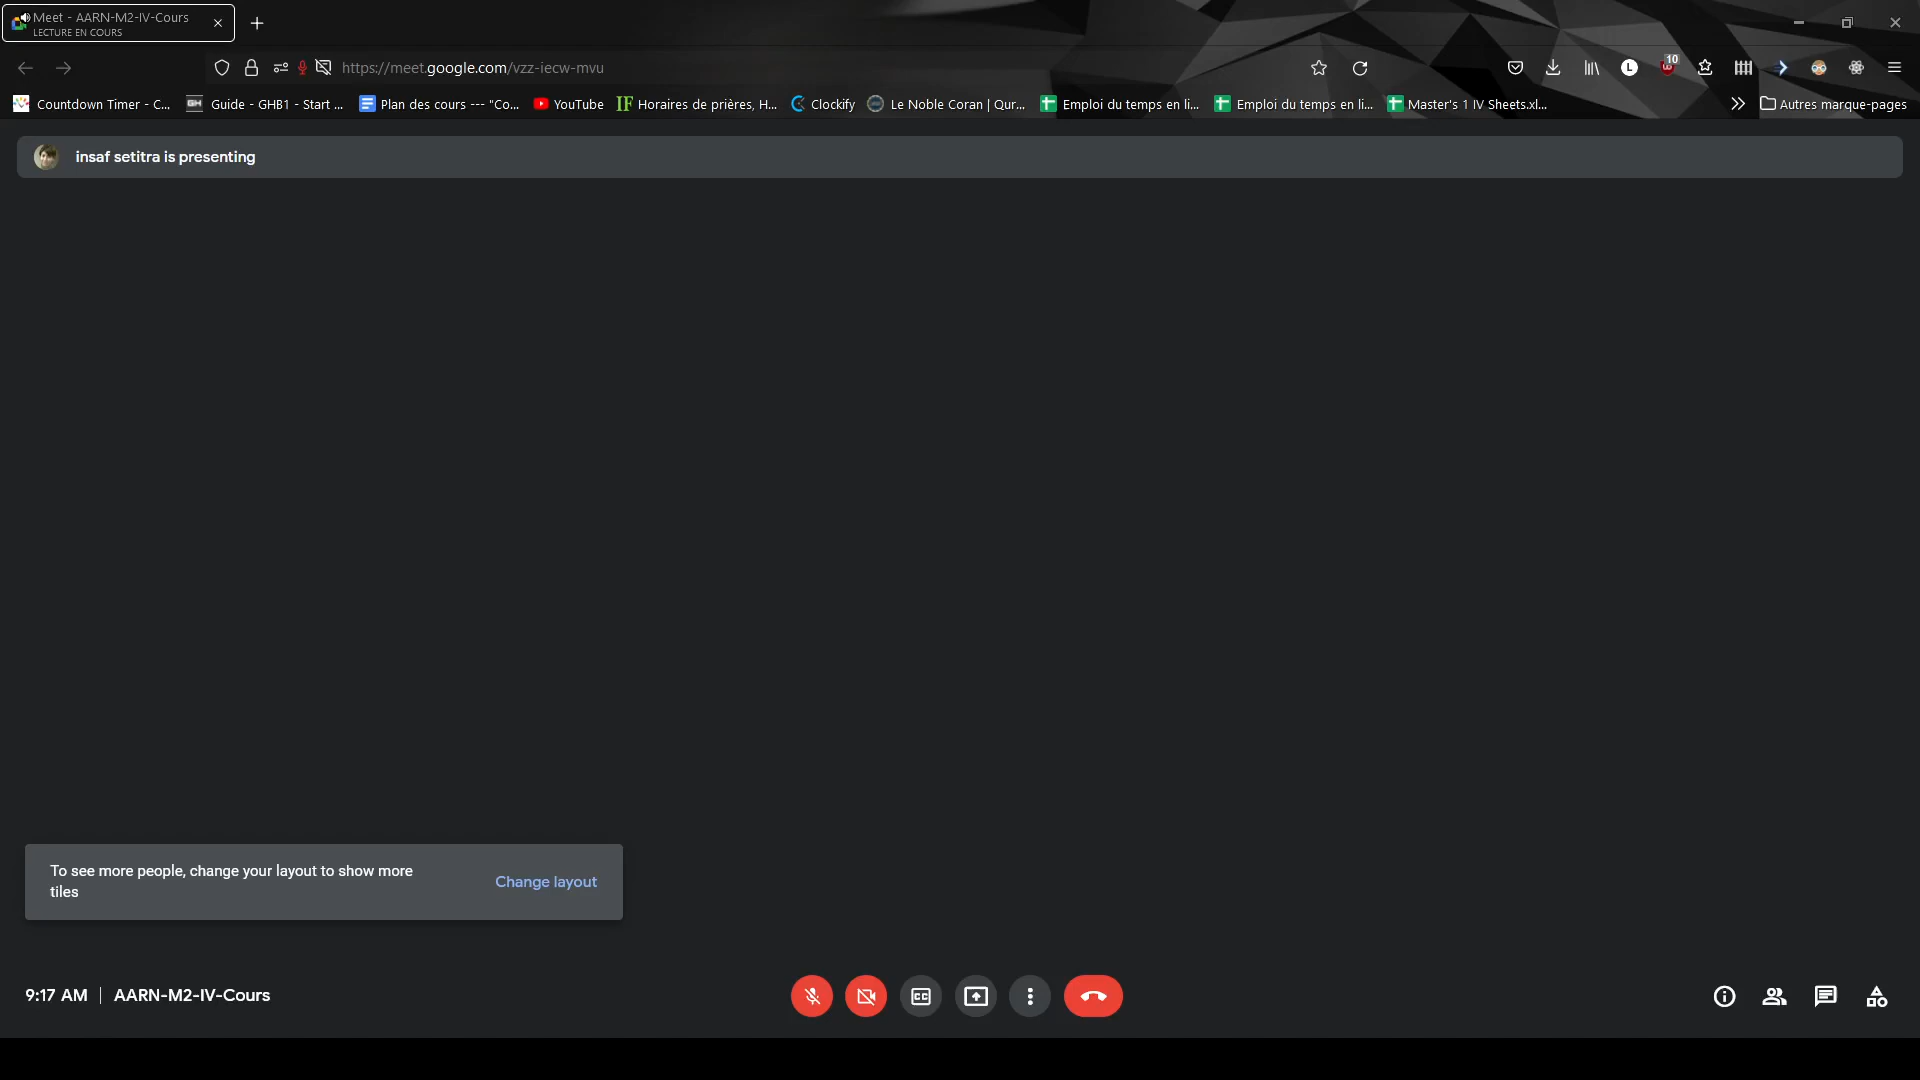 Meet - AARN-M2-IV-Cours
LECTURE EN COURS
https://meet.google.com/vzz-iecw-mvu
L
10
Countdown Timer - C...
GH Guide - GHB1 - Start ...
Plan des cours --- "Co...
YouTube
IF Horaires de prières, H...
Clockify
Le Noble Coran | Qur...
Emploi du temps en li...
Emploi du temps en li...
Master's 1 IV Sheets.xl...
Autres marque-pages
insaf setitra is presenting
To see more people, change your layout to show more
tiles
Change layout
9:17 AM | AARN-M2-IV-Cours
CC